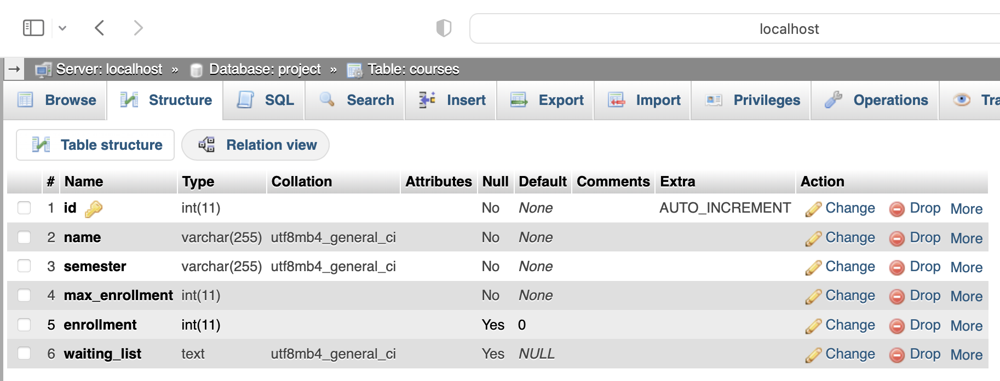 localhost
Server: localhost » Database: project » Table: courses
Browse Structure SQL Search Insert Export Import Privileges Operations Tra
Table structure Relation view
# Name Type Collation Attributes Null Default Comments Extra Action
1 id int(11) No None AUTO_INCREMENT Change Drop More
2 name varchar(255) utf8mb4_general_ci No None Change Drop More
3 semester varchar(255) utf8mb4_general_ci No None Change Drop More
4 max_enrollment int(11) No None Change Drop More
5 enrollment int(11) Yes 0 Change Drop More
6 waiting_list text utf8mb4_general_ci Yes NULL Change Drop More